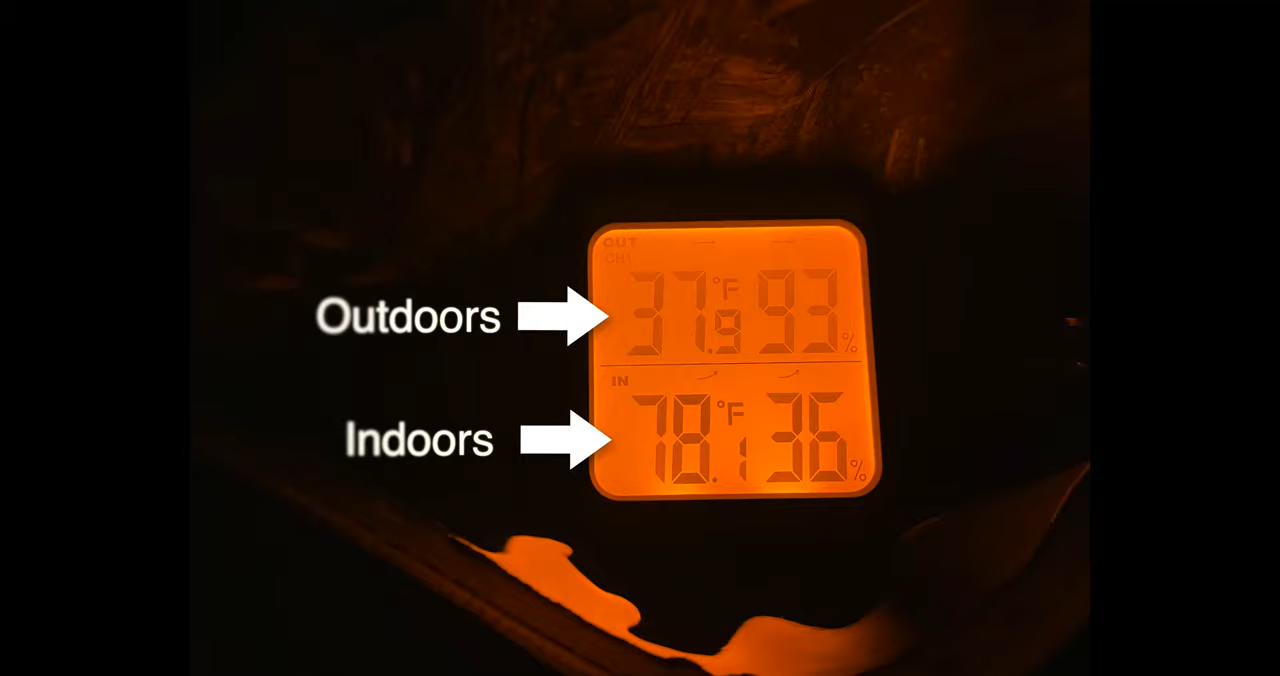 OUT
CH1
Outdoors
37.9 °F 93 %
IN
Indoors
78.1 °F 36 %